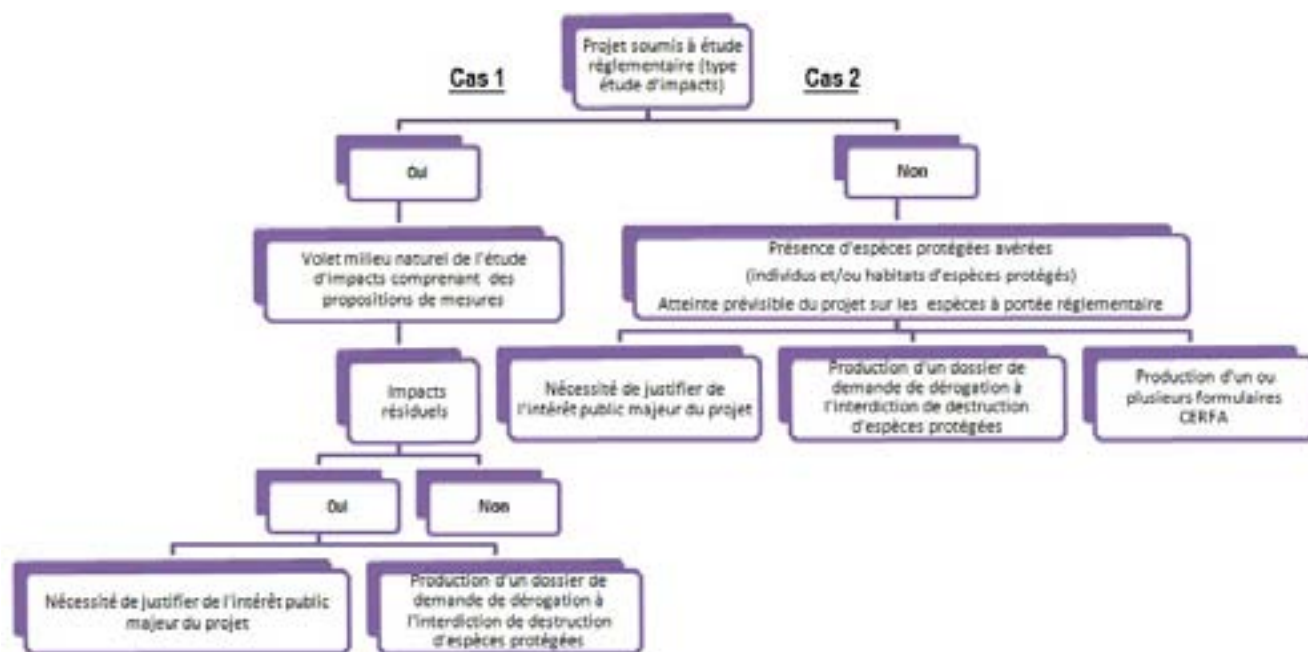 Projet soumis à étude
réglementaire (type
étude d'impacts)
Cas 1
Cas 2
Oui
Non
Volet milieu naturel de l'étude
d'impacts comprenant des
propositions de mesures
Présence d'espèces protégées avérées
(individus et/ou habitats d'espèces protégés)
Atteinte prévisible du projet sur les espèces à portée réglementaire
Impacts
résiduels
Nécessité de justifier de
l'intérêt public majeur du projet
Production d'un dossier de
demande de dérogation à
l'interdiction de destruction
d'espèces protégées
Production d'un ou
plusieurs formulaires
CERFA
Oui
Non
Nécessité de justifier de l'intérêt public
majeur du projet
Production d'un dossier de
demande de dérogation à
l'interdiction de destruction
d'espèces protégées